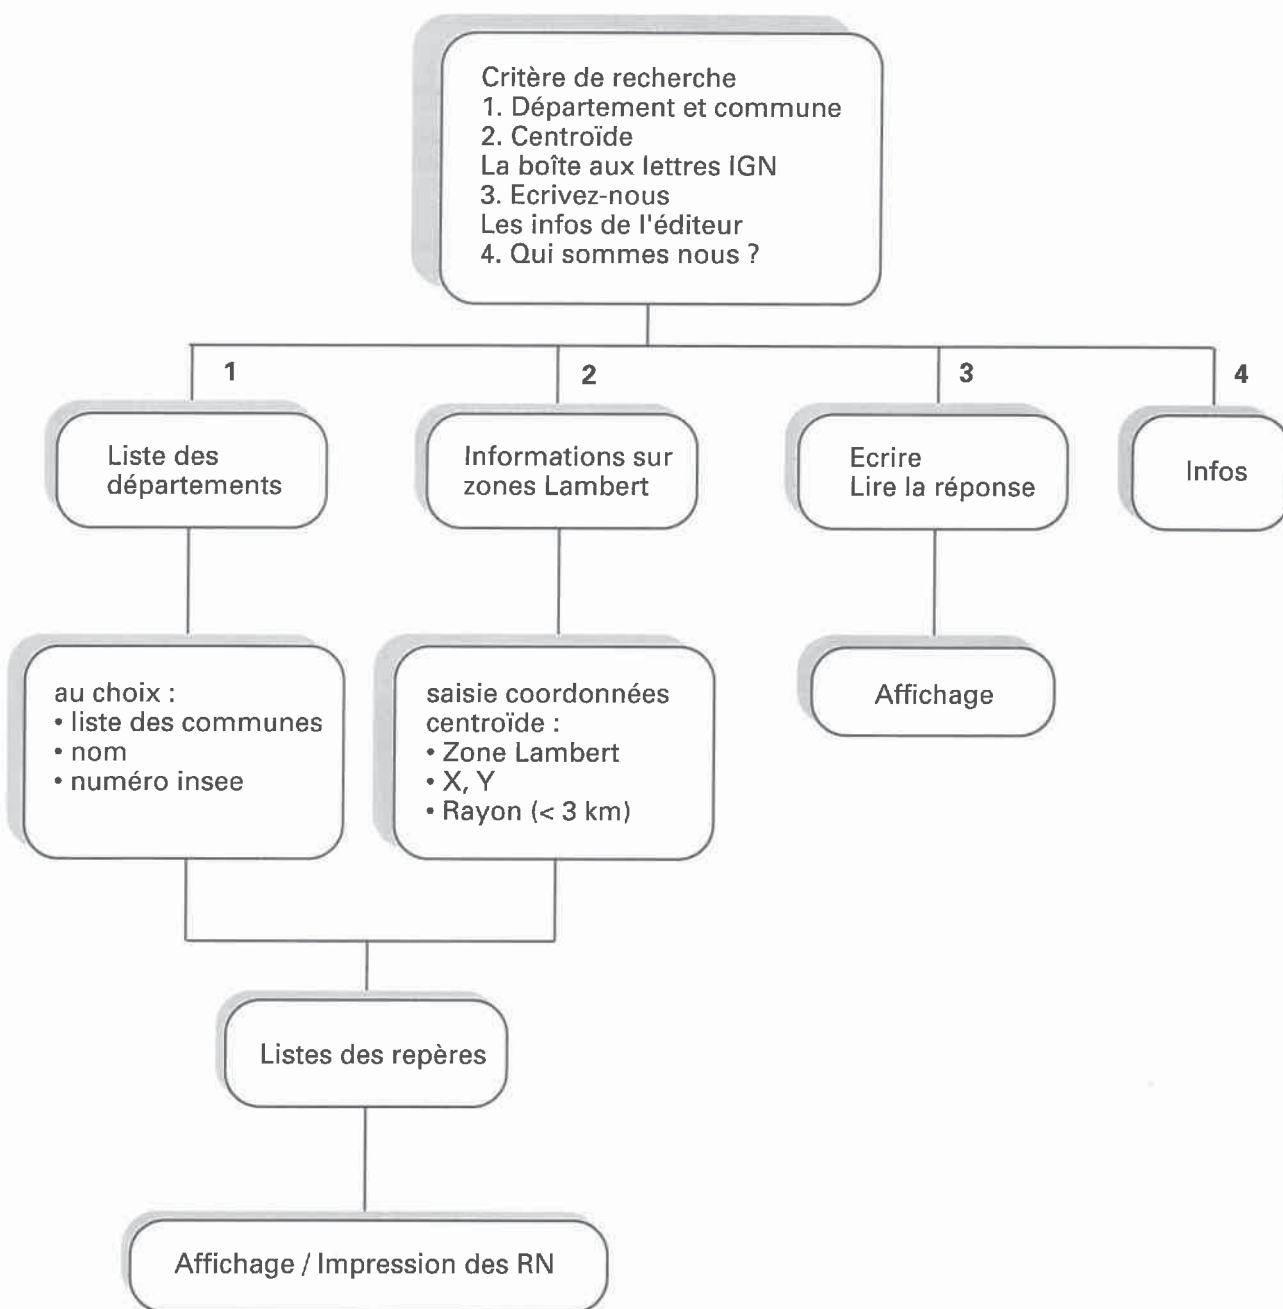 Critère de recherche
1. Département et commune
2. Centroïde
La boîte aux lettres IGN
3. Ecrivez-nous
Les infos de l'éditeur
4. Qui sommes nous ?
1
2
3
4
Liste des
départements
Informations sur
zones Lambert
Ecrire
Lire la réponse
Infos
au choix :
• liste des communes
• nom
• numéro insee
saisie coordonnées
centroïde :
• Zone Lambert
• X, Y
• Rayon (< 3 km)
Affichage
Listes des repères
Affichage / Impression des RN